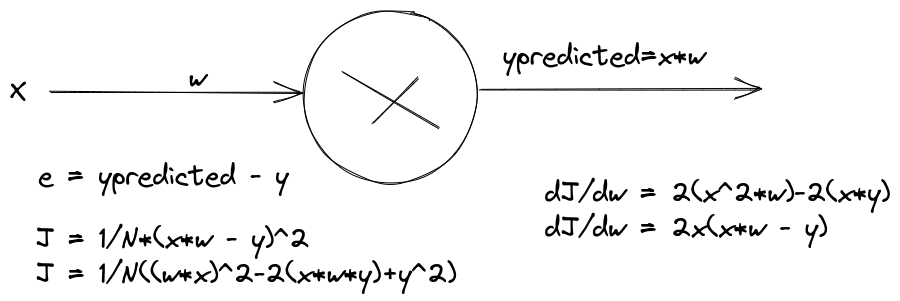 x
w
ypredicted=x*w
e = ypredicted - y
J = 1/N*(x*w - y)^2
J = 1/N((w*x)^2-2(x*w*y)+y^2)
dJ/dw = 2(x^2*w)-2(x*y)
dJ/dw = 2x(x*w - y)